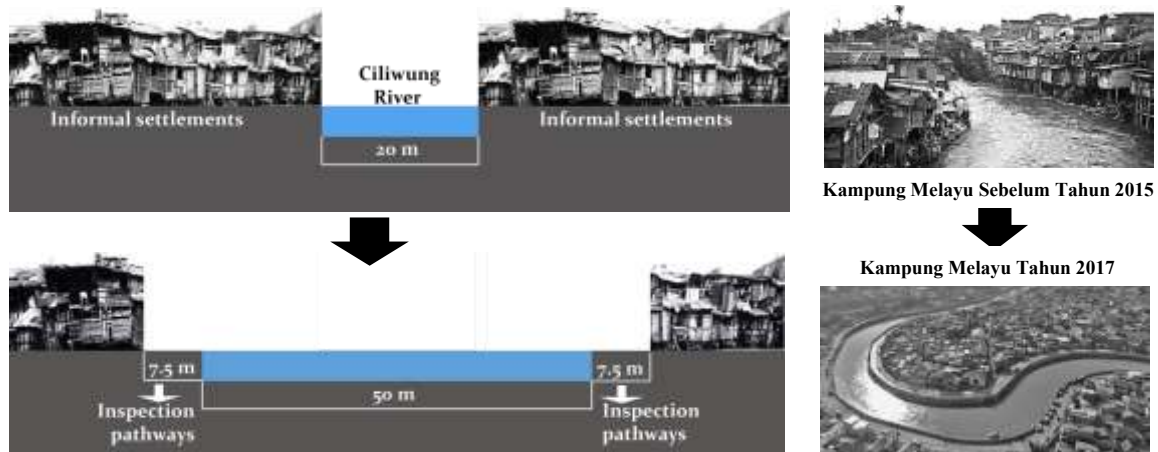 Ciliwung
River
Informal settlements
Informal settlements
20 m
7.5 m
7.5 m
50 m
Inspection
pathways
Inspection
pathways
Kampung Melayu Sebelum Tahun 2015
Kampung Melayu Tahun 2017